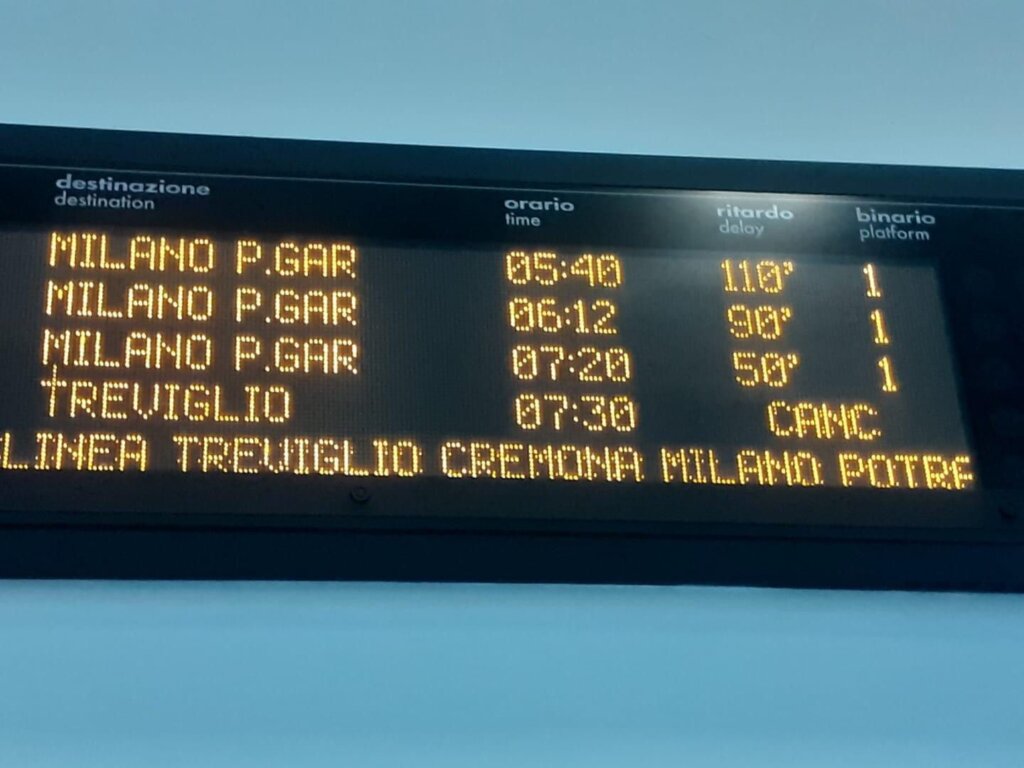 destinazione orario ritardo binario
destination time delay platform
MILANO P.GAR 05:40 110' 1
MILANO P.GAR 06:12 90' 1
MILANO P.GAR 07:20 50' 1
TREVIGLIO 07:30 CANC
LINEA TREVIGLIO CREMONA MILANO POTRE